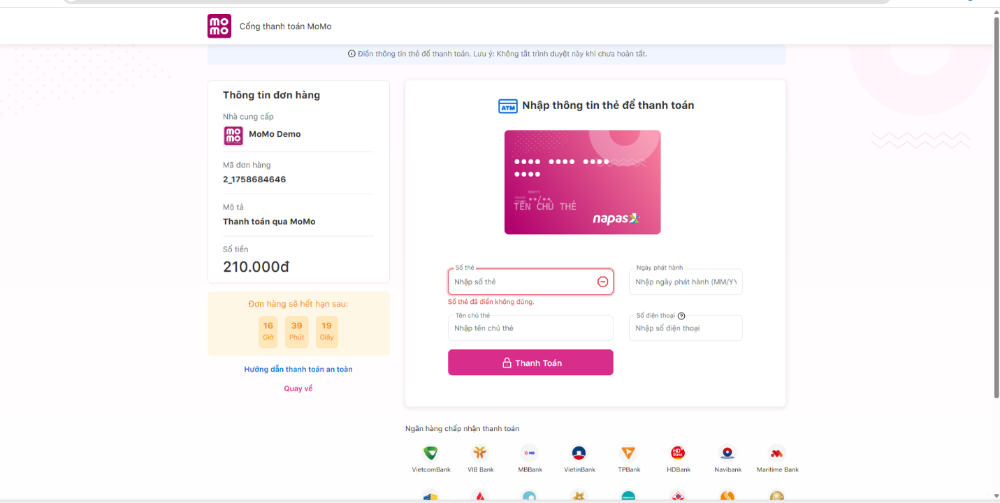 momo
Cổng thanh toán MoMo
Điền thông tin thẻ để thanh toán. Lưu ý: Không tắt trình duyệt này khi chưa hoàn tất.
Thông tin đơn hàng
Nhà cung cấp
momo
MoMo Demo
Mã đơn hàng
2_1758684646
Mô tả
Thanh toán qua MoMo
Số tiền
210.000đ
Đơn hàng sẽ hết hạn sau:
16 39 19
Giờ Phút Giây
Hướng dẫn thanh toán an toàn
Quay về
ATM Nhập thông tin thẻ để thanh toán
•••• •••• ••••
••••
MM/YY
••/••
TÊN CHỦ THẺ
napas
Số thẻ
Nhập số thẻ
Số thẻ đã điền không đúng.
Ngày phát hành
Nhập ngày phát hành (MM/YY
Tên chủ thẻ
Nhập tên chủ thẻ
Số điện thoại
Nhập số điện thoại
Thanh Toán
Ngân hàng chấp nhận thanh toán
MB
HD Bank
VietcomBank VIB Bank MBBank VietinBank TPBank HDBank Navibank Maritime Bank